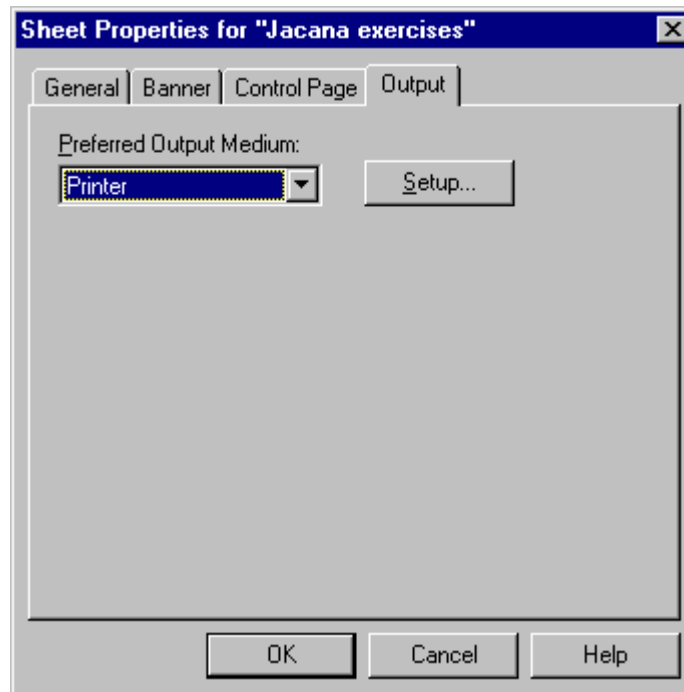 Sheet Properties for "Jacana exercises"
General Banner Control Page Output
Preferred Output Medium:
Printer Setup...
OK Cancel Help